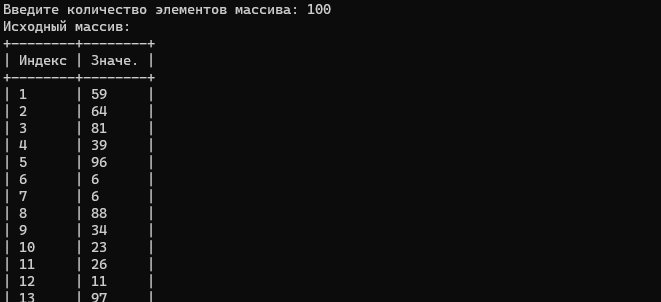 Введите количество элементов массива: 100
Исходный массив:
+--------+--------+
| Индекс | Значе. |
+--------+--------+
| 1      | 59     |
| 2      | 64     |
| 3      | 81     |
| 4      | 39     |
| 5      | 96     |
| 6      | 6      |
| 7      | 6      |
| 8      | 88     |
| 9      | 34     |
| 10     | 23     |
| 11     | 26     |
| 12     | 11     |
| 13     | 97     |